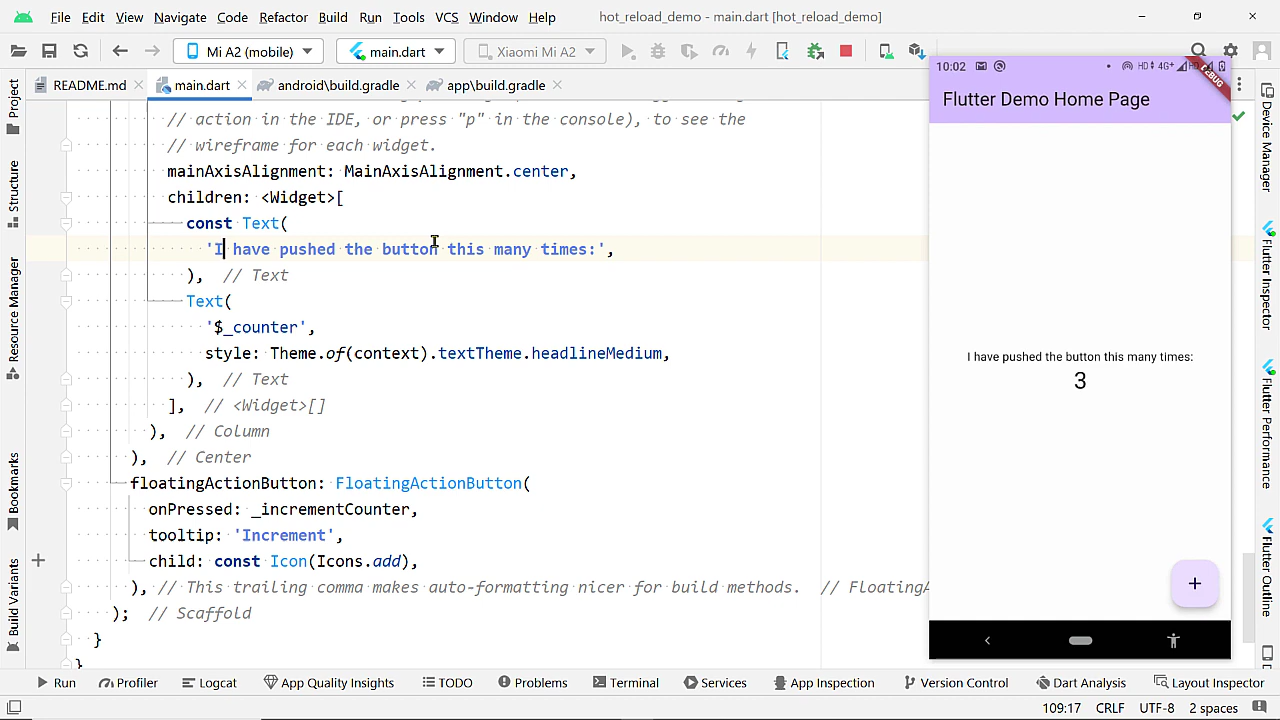 File Edit View Navigate Code Refactor Build Run Tools VCS Window Help hot_reload_demo - main.dart [hot_reload_demo]
Mi A2 (mobile) main.dart Xiaomi Mi A2
README.md main.dart android\build.gradle app\build.gradle
// action in the IDE, or press "p" in the console), to see the
// wireframe for each widget.
mainAxisAlignment: MainAxisAlignment.center,
children: <Widget>[
const Text(
'I have pushed the button this many times:',
), // Text
Text(
'$_counter',
style: Theme.of(context).textTheme.headlineMedium,
), // Text
], // <Widget>[]
), // Column
), // Center
floatingActionButton: FloatingActionButton(
onPressed: _incrementCounter,
tooltip: 'Increment',
child: const Icon(Icons.add),
), // This trailing comma makes auto-formatting nicer for build methods. // FloatingA
); // Scaffold
}
}
Project
Structure
Resource Manager
Bookmarks
Build Variants
10:02 HD 4G+ HD
Flutter Demo Home Page
I have pushed the button this many times:
3
+
Device Manager
Flutter Inspector
Flutter Performance
Flutter Outline
Run Profiler Logcat App Quality Insights TODO Problems Terminal Services App Inspection Version Control Dart Analysis Layout Inspector
109:17 CRLF UTF-8 2 spaces